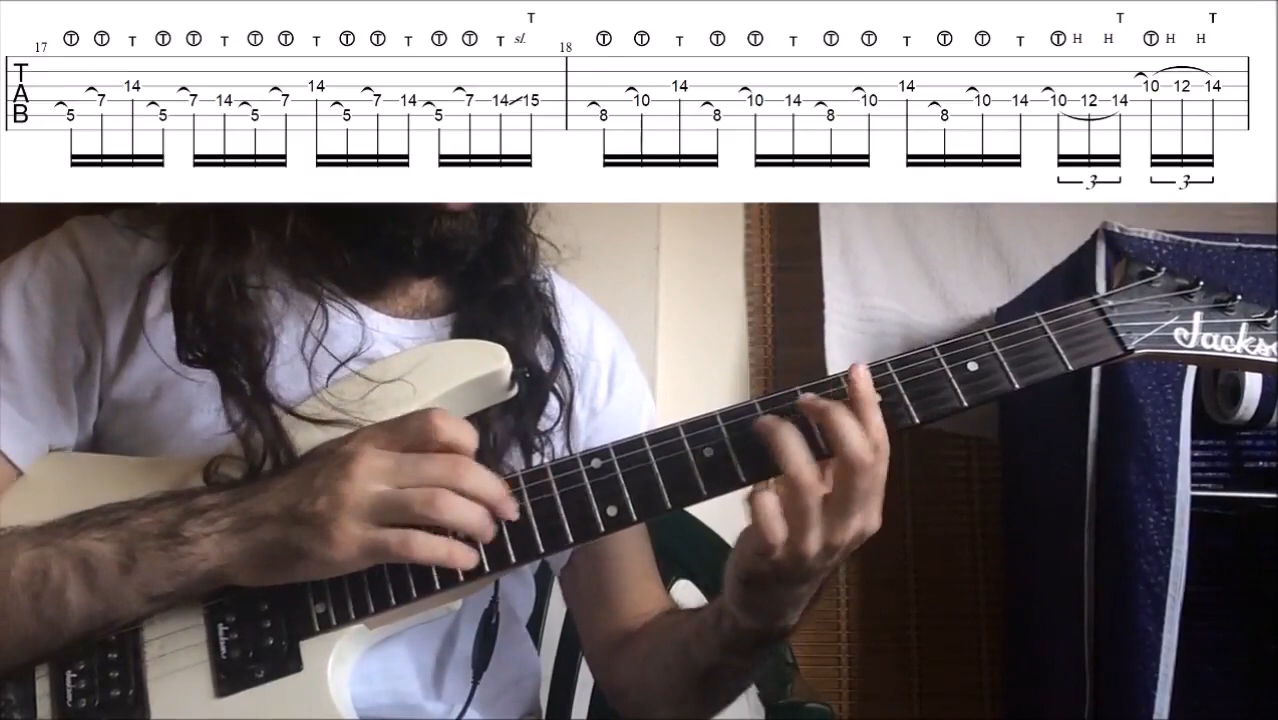 T
17 Ⓣ Ⓣ T Ⓣ Ⓣ T Ⓣ Ⓣ T Ⓣ Ⓣ T Ⓣ Ⓣ T sl.
5 7 14 5 7 14 5 7 14 5 7 14 5 7 14 15
T T
18 Ⓣ Ⓣ T Ⓣ Ⓣ T Ⓣ Ⓣ T Ⓣ Ⓣ T Ⓣ H H Ⓣ H H
8 10 14 8 10 14 8 10 14 8 10 14 10 12 14 10 12 14
3 3
TAB
Jackso